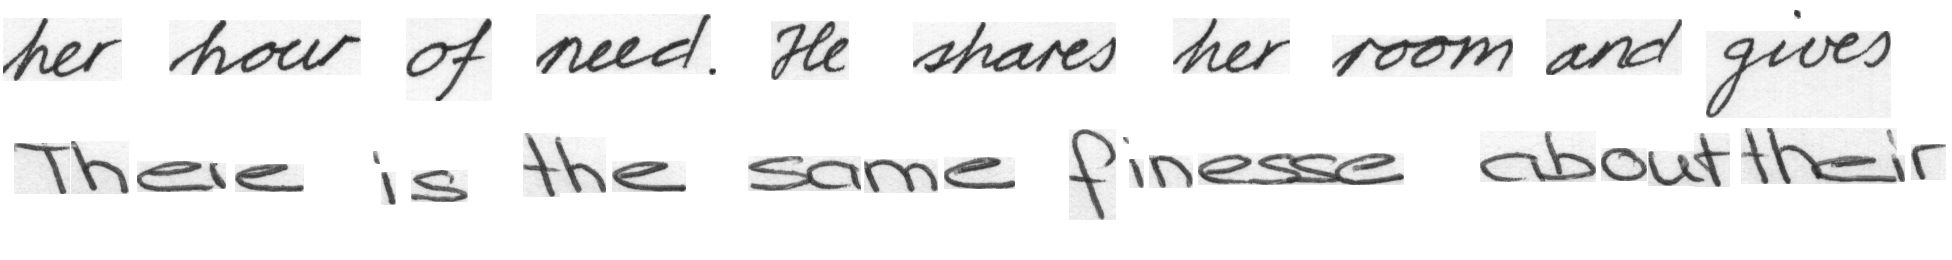 her hour of need. He shares her room and gives
There is the same finesse about their